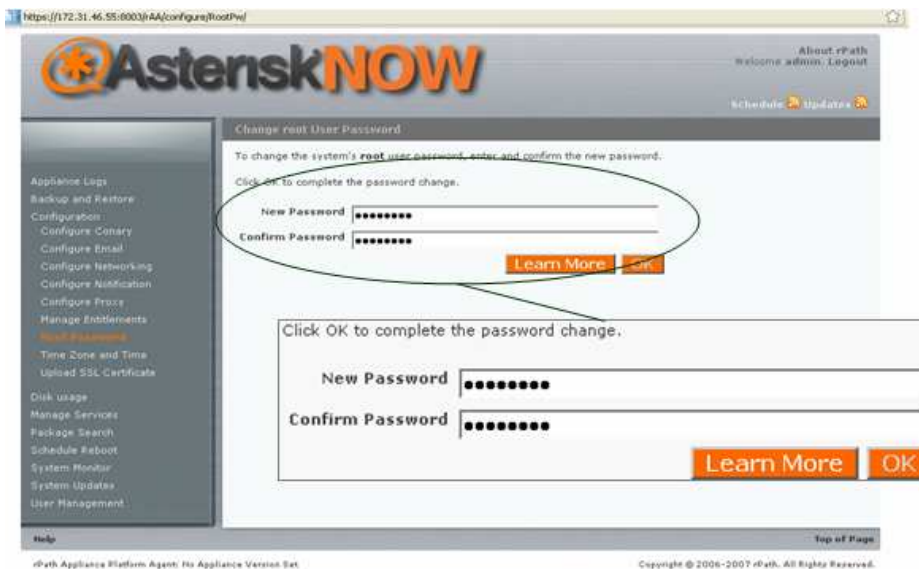 https://172.31.46.55:8003/rAA/configure/RootPw/
AsteriskNOW
About rPath
Welcome admin. Logout
Schedule Updates
Change root User Password
To change the system's root user password, enter and confirm the new password.
Click OK to complete the password change.
New Password ●●●●●●●●
Confirm Password ●●●●●●●●
Learn More OK
Appliance Logs
Backup and Restore
Configuration
Configure Conary
Configure Email
Configure Networking
Configure Notification
Configure Proxy
Manage Entitlements
Root Password
Time Zone and Time
Upload SSL Certificate
Disk usage
Manage Services
Package Search
Schedule Reboot
System Monitor
System Updates
User Management
Click OK to complete the password change.
New Password ●●●●●●●●
Confirm Password ●●●●●●●●
Learn More OK
Help Top of Page
rPath Appliance Platform Agent: No Appliance Version Set
Copyright © 2006-2007 rPath. All Rights Reserved.